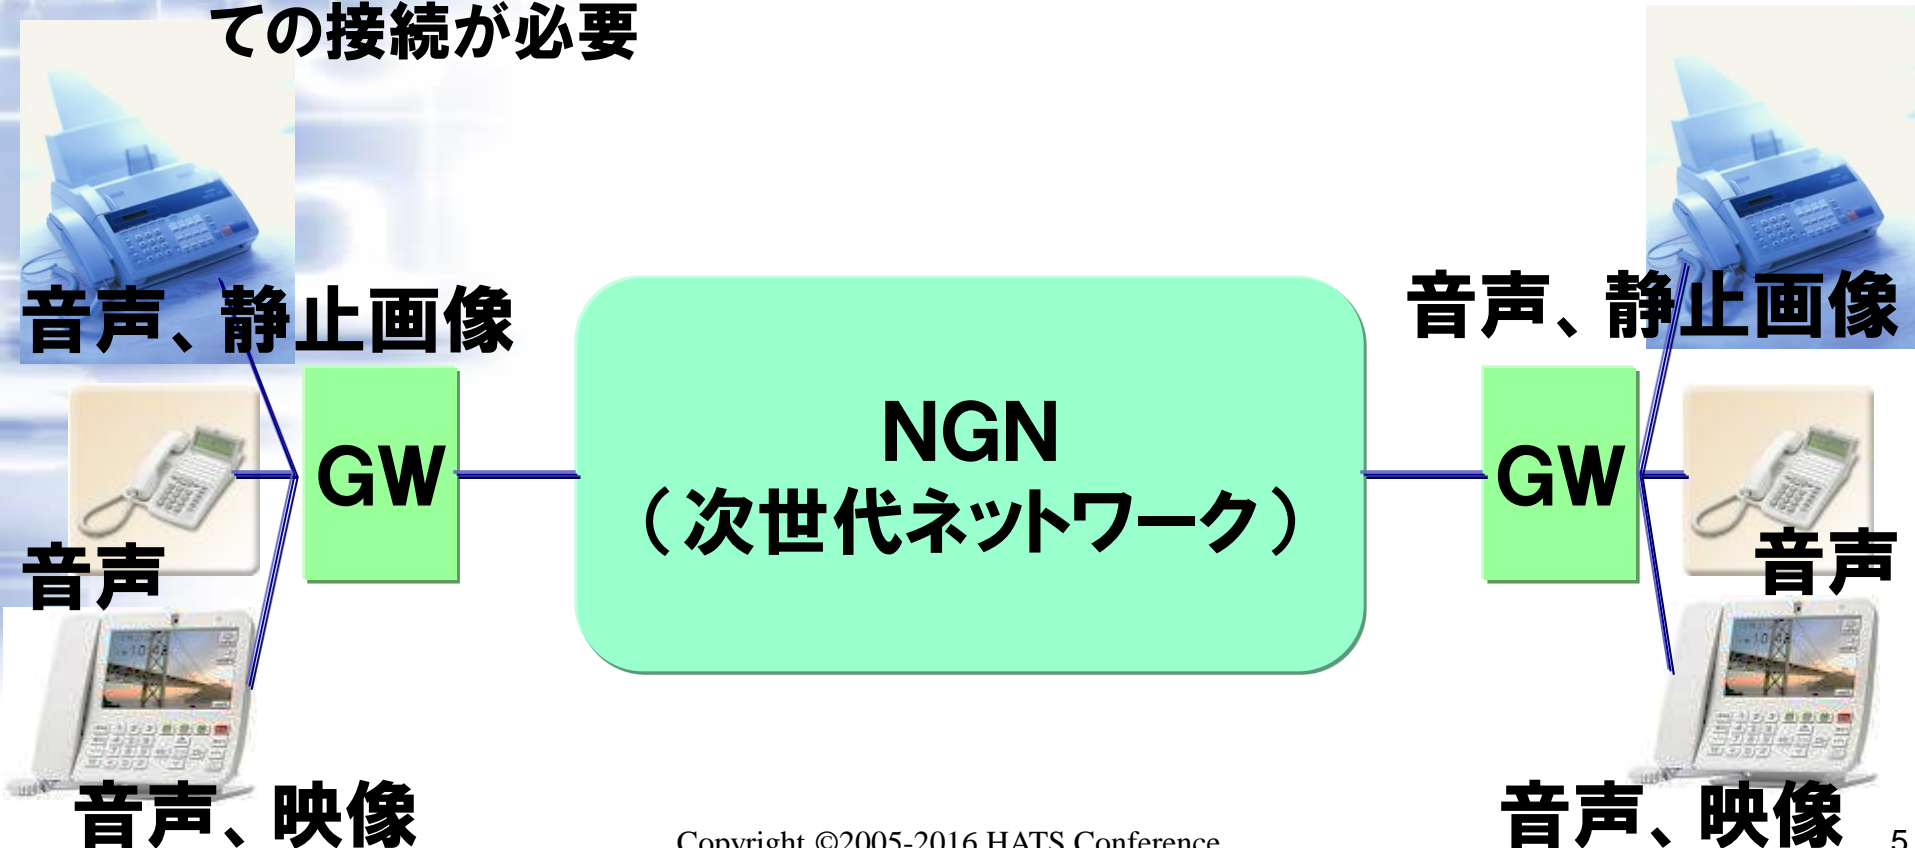 ての接続が必要
音声、静止画像
音声、静止画像
GW
NGN
（次世代ネットワーク）
GW
音声
音声
音声、映像
音声、映像
Copyright ©2005-2016 HATS Conference
5